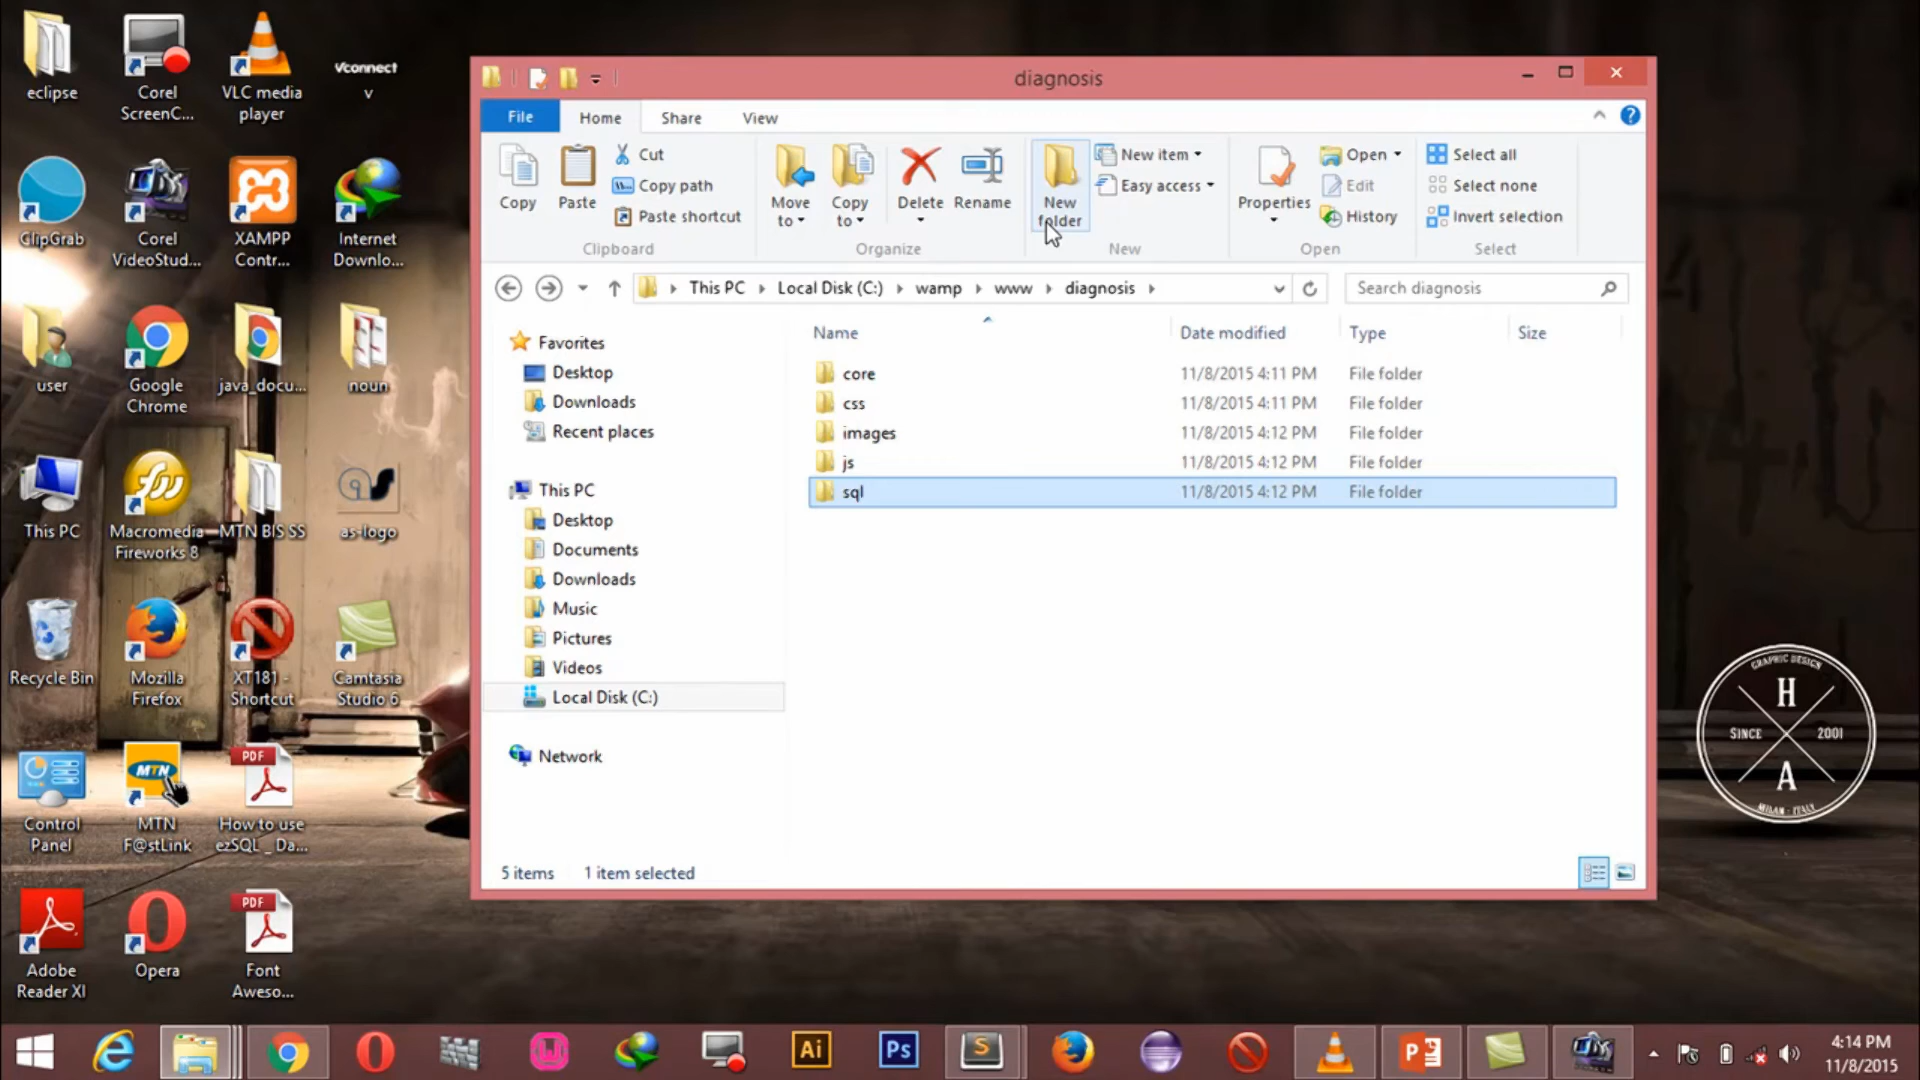 eclipse
Corel
ScreenC...
VLC media
player
Vconnect
v
ClipGrab
Corel
VideoStud...
XAMPP
Contr...
Internet
Downlo...
user
Google
Chrome
java_docu...
noun
This PC
Macromedia
Fireworks 8
MTN BIS SS
as-logo
Recycle Bin
Mozilla
Firefox
XT181 -
Shortcut
Camtasia
Studio 6
Control
Panel
MTN
MTN
F@stLink
PDF
How to use
ezSQL _ Da...
Adobe
Reader XI
Opera
PDF
Font
Aweso...
diagnosis
File
Home
Share
View
Copy
Paste
Cut
Copy path
Paste shortcut
Clipboard
Move
to
Copy
to
Delete
Rename
Organize
New
folder
New item
Easy access
New
Properties
Open
Edit
History
Open
Select all
Select none
Invert selection
Select
This PC
Local Disk (C:)
wamp
www
diagnosis
Search diagnosis
Favorites
Desktop
Downloads
Recent places
This PC
Desktop
Documents
Downloads
Music
Pictures
Videos
Local Disk (C:)
Network
Name Date modified Type Size
core 11/8/2015 4:11 PM File folder
css 11/8/2015 4:11 PM File folder
images 11/8/2015 4:12 PM File folder
js 11/8/2015 4:12 PM File folder
sql 11/8/2015 4:12 PM File folder
5 items 1 item selected
GRAPHIC DESIGN
H
SINCE 2001
A
MILAN - ITALY
Ai
Ps
S
P
4:14 PM
11/8/2015